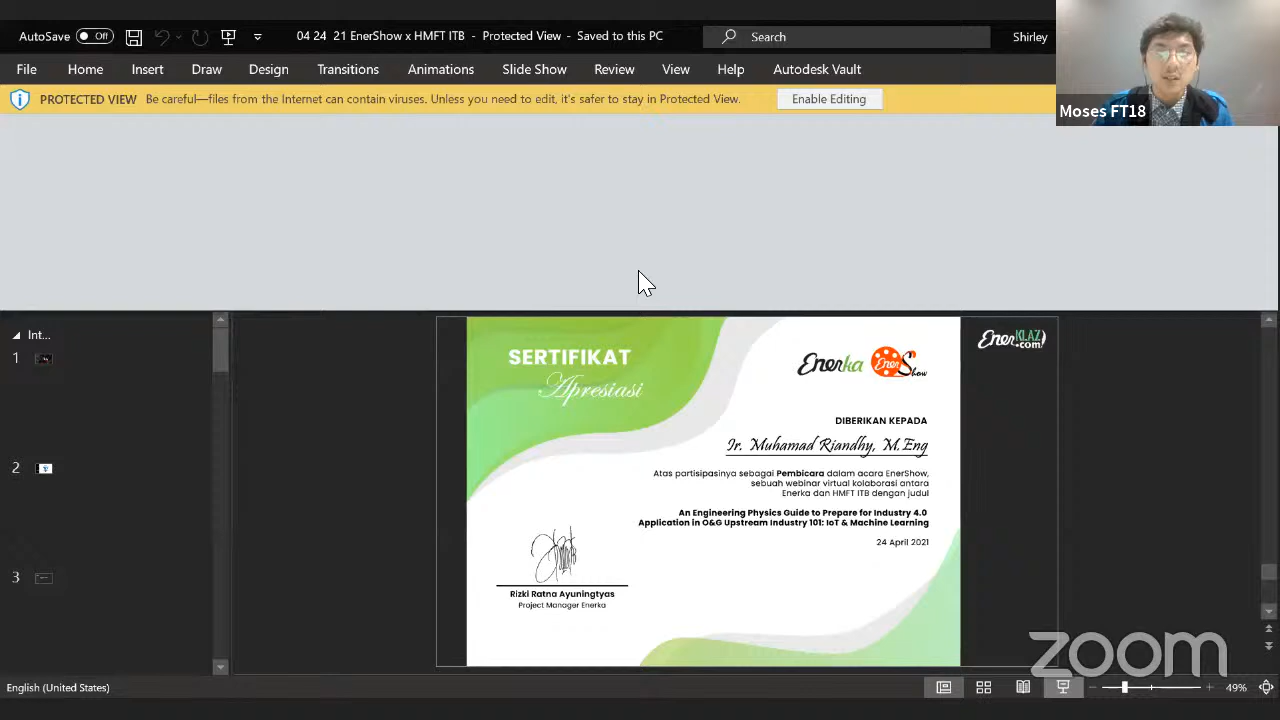 AutoSave Off
04 24 21 EnerShow x HMFT ITB - Protected View - Saved to this PC
Search
Shirley
File Home Insert Draw Design Transitions Animations Slide Show Review View Help Autodesk Vault
PROTECTED VIEW Be careful—files from the Internet can contain viruses. Unless you need to edit, it's safer to stay in Protected View.
Enable Editing
Moses FT18
Int...
1
2
3
SERTIFIKAT
Apresiasi
Enerka EnerShow
EnerKLAZ
.com!
DIBERIKAN KEPADA
Ir. Muhamad Riandhy, M.Eng
Atas partisipasinya sebagai Pembicara dalam acara EnerShow,
sebuah webinar virtual kolaborasi antara
Enerka dan HMFT ITB dengan judul
An Engineering Physics Guide to Prepare for Industry 4.0
Application in O&G Upstream Industry 101: IoT & Machine Learning
24 April 2021
Rizki Ratna Ayuningtyas
Project Manager Enerka
zoom
English (United States)
49%